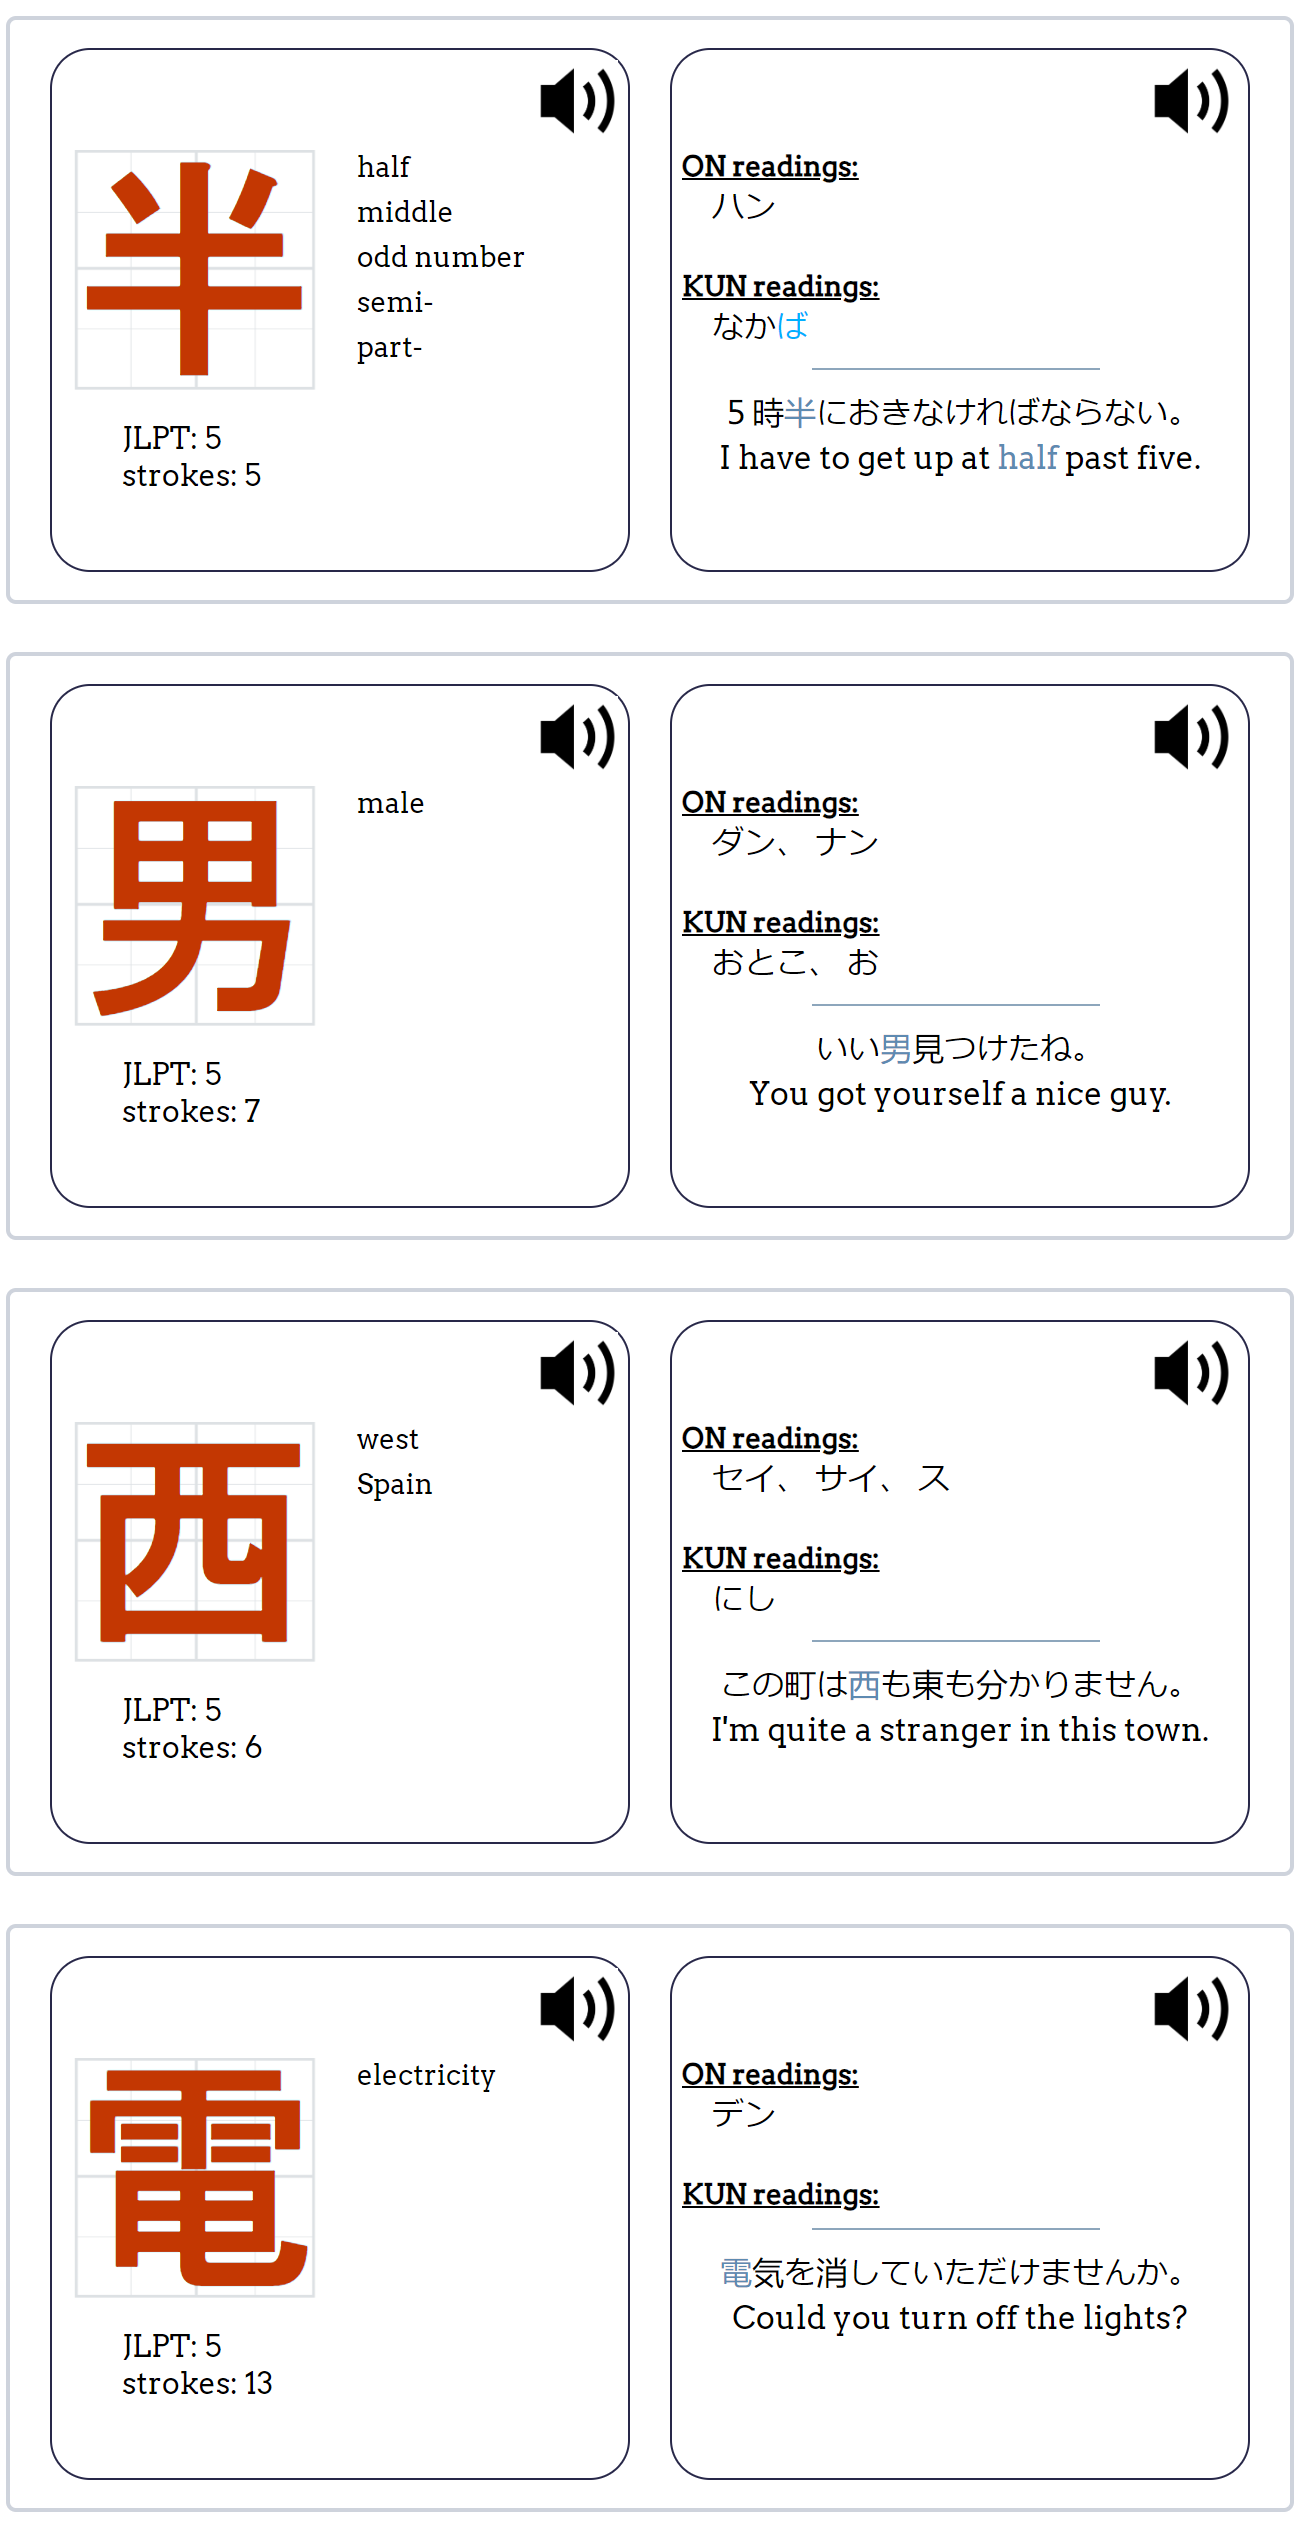 半
half
middle
odd number
semi-
part-
JLPT: 5
strokes: 5
ON readings:
ハン
KUN readings:
なかば
5 時半におきなければならない。
I have to get up at half past five.
男
male
JLPT: 5
strokes: 7
ON readings:
ダン、 ナン
KUN readings:
おとこ、 お
いい男見つけたね。
You got yourself a nice guy.
西
west
Spain
JLPT: 5
strokes: 6
ON readings:
セイ、 サイ、 ス
KUN readings:
にし
この町は西も東も分かりません。
I'm quite a stranger in this town.
電
electricity
JLPT: 5
strokes: 13
ON readings:
デン
KUN readings:
電気を消していただけませんか。
Could you turn off the lights?